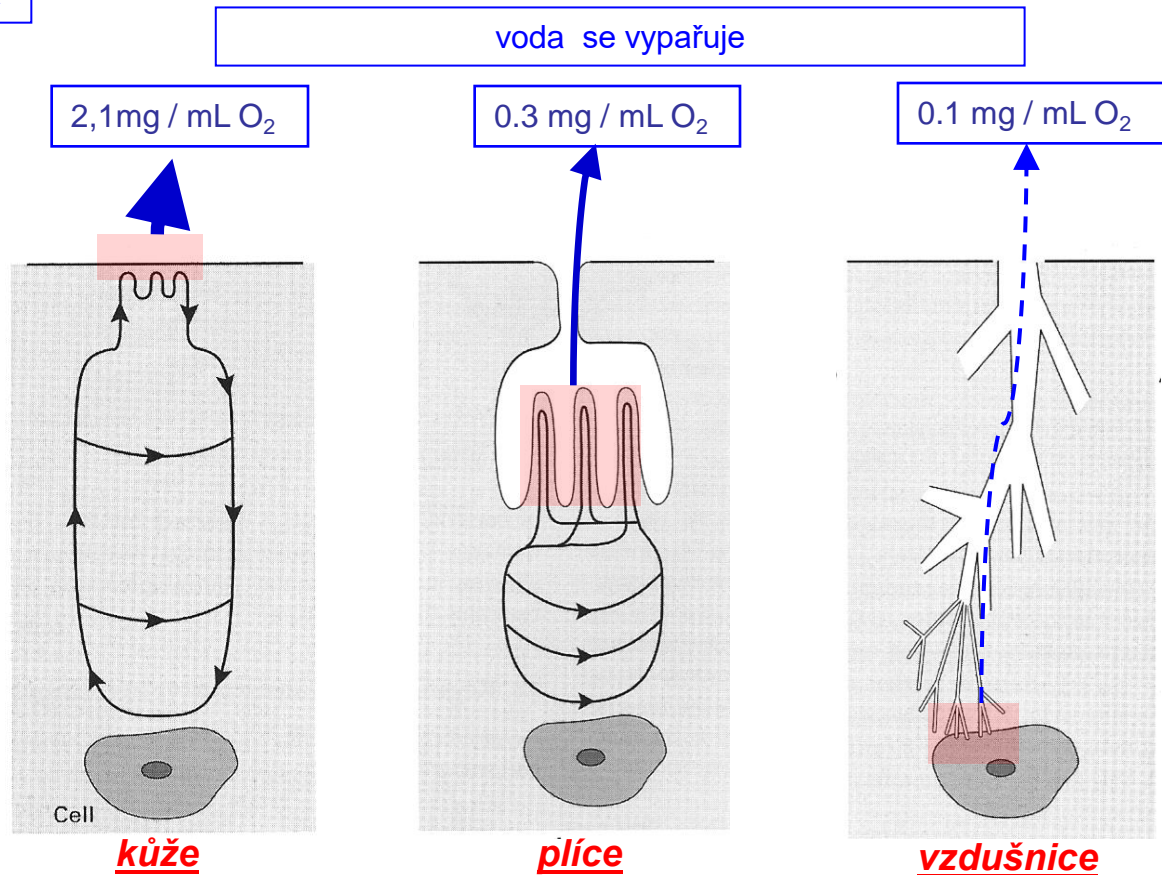 voda se vypařuje
2,1mg / mL O₂
0.3 mg / mL O₂
0.1 mg / mL O₂
Cell
kůže
plíce
vzdušnice